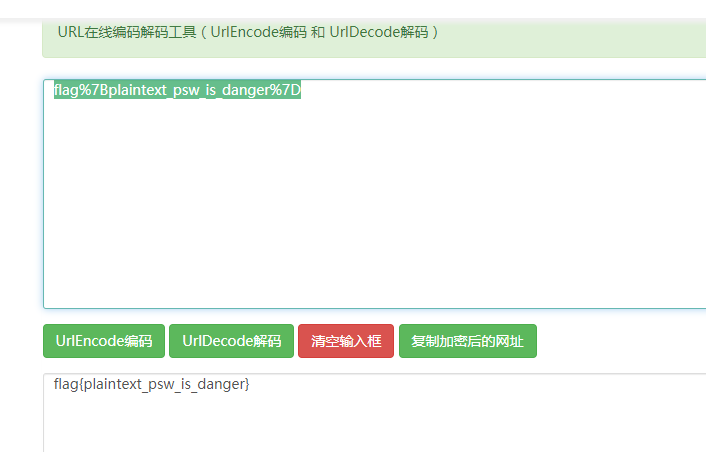 URL在线编码解码工具（UrlEncode编码 和 UrlDecode解码）
flag%7Bplaintext_psw_is_danger%7D
UrlEncode编码 UrlDecode解码 清空输入框 复制加密后的网址
flag{plaintext_psw_is_danger}